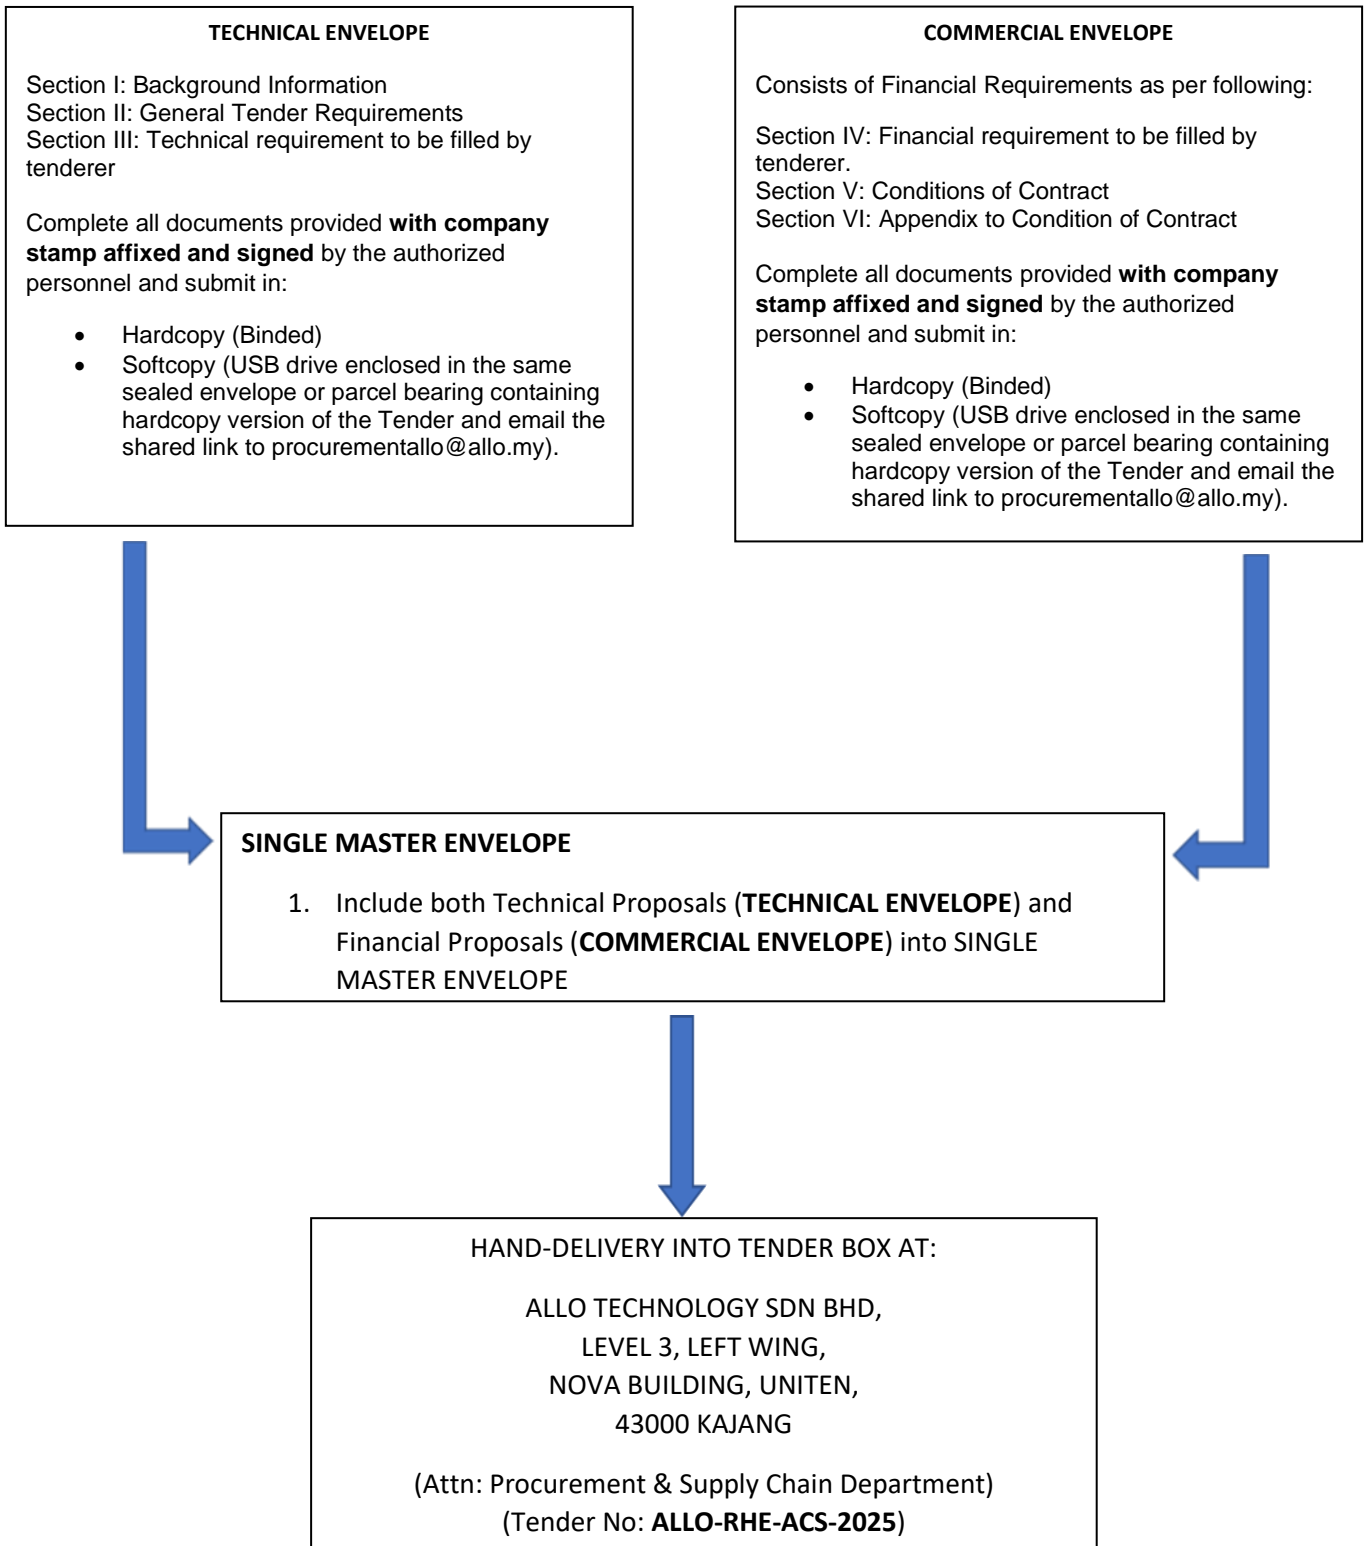 TECHNICAL ENVELOPE
Section I: Background Information
Section II: General Tender Requirements
Section III: Technical requirement to be filled by
tenderer
Complete all documents provided with company
stamp affixed and signed by the authorized
personnel and submit in:
• Hardcopy (Binded)
• Softcopy (USB drive enclosed in the same
sealed envelope or parcel bearing containing
hardcopy version of the Tender and email the
shared link to procurementallo@allo.my).
COMMERCIAL ENVELOPE
Consists of Financial Requirements as per following:
Section IV: Financial requirement to be filled by
tenderer.
Section V: Conditions of Contract
Section VI: Appendix to Condition of Contract
Complete all documents provided with company
stamp affixed and signed by the authorized
personnel and submit in:
• Hardcopy (Binded)
• Softcopy (USB drive enclosed in the same
sealed envelope or parcel bearing containing
hardcopy version of the Tender and email the
shared link to procurementallo@allo.my).
SINGLE MASTER ENVELOPE
1. Include both Technical Proposals (TECHNICAL ENVELOPE) and
Financial Proposals (COMMERCIAL ENVELOPE) into SINGLE
MASTER ENVELOPE
HAND-DELIVERY INTO TENDER BOX AT:
ALLO TECHNOLOGY SDN BHD,
LEVEL 3, LEFT WING,
NOVA BUILDING, UNITEN,
43000 KAJANG
(Attn: Procurement & Supply Chain Department)
(Tender No: ALLO-RHE-ACS-2025)